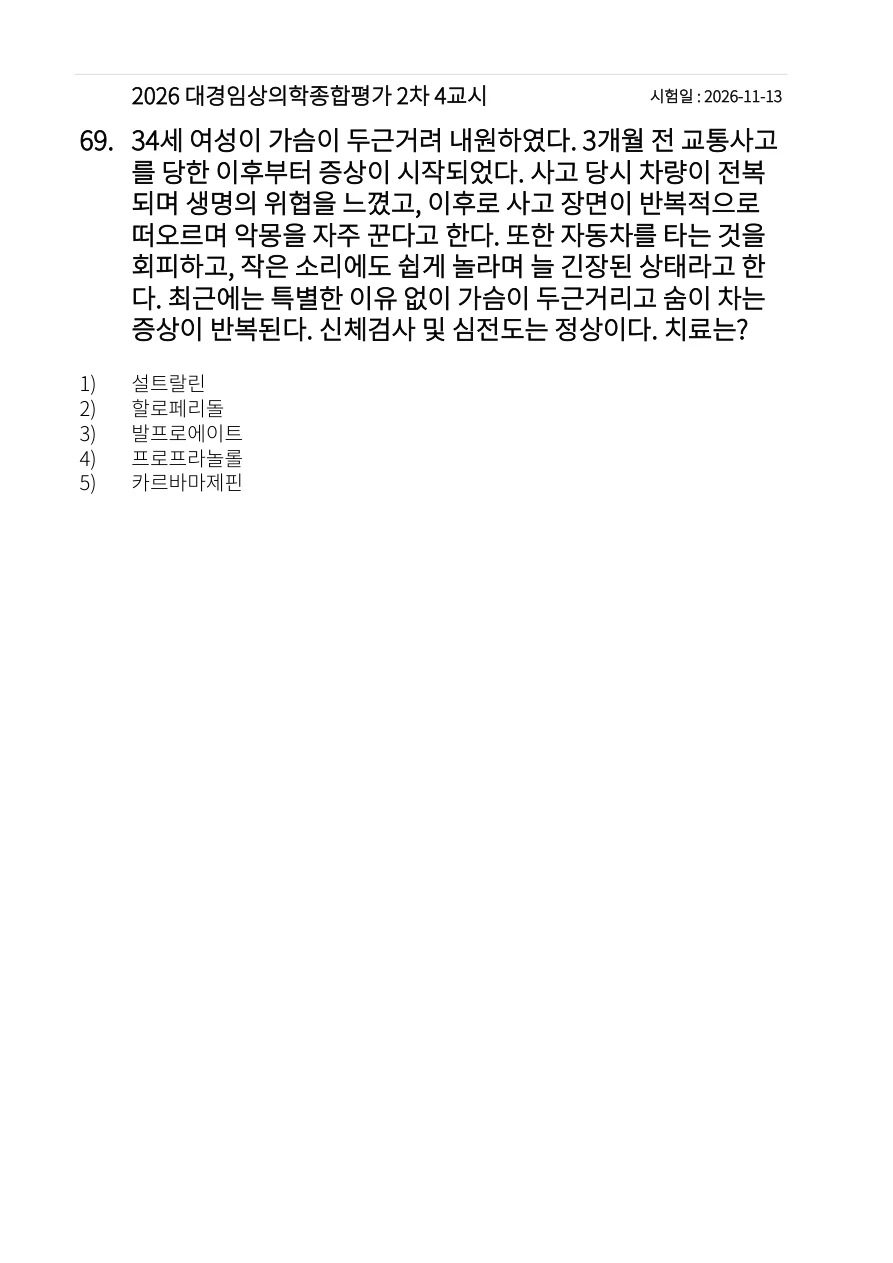 2026 대경임상의학종합평가 2차 4교시
시험일 : 2026-11-13
69. 34세 여성이 가슴이 두근거려 내원하였다. 3개월 전 교통사고
를 당한 이후부터 증상이 시작되었다. 사고 당시 차량이 전복
되며 생명의 위협을 느꼈고, 이후로 사고 장면이 반복적으로
떠오르며 악몽을 자주 꾼다고 한다. 또한 자동차를 타는 것을
회피하고, 작은 소리에도 쉽게 놀라며 늘 긴장된 상태라고 한
다. 최근에는 특별한 이유 없이 가슴이 두근거리고 숨이 차는
증상이 반복된다. 신체검사 및 심전도는 정상이다. 치료는?
1) 설트랄린
2) 할로페리돌
3) 발프로에이트
4) 프로프라놀롤
5) 카르바마제핀